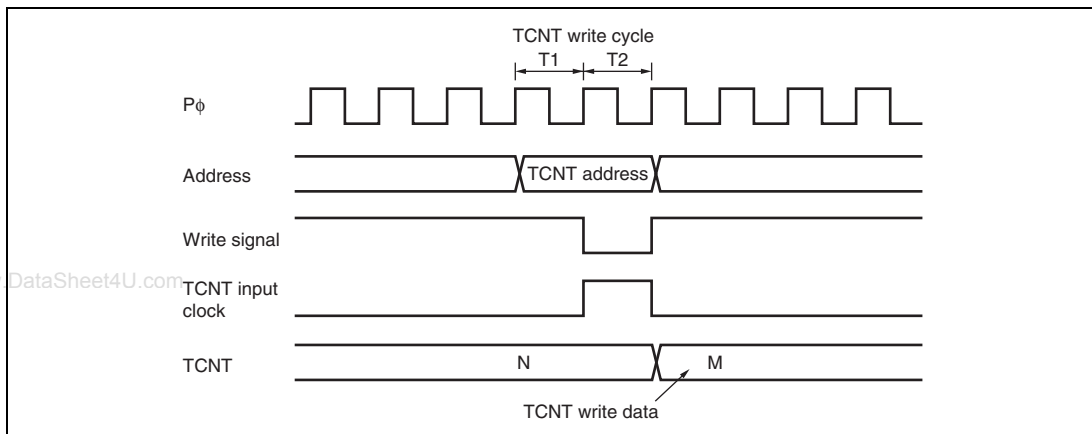 TCNT write cycle
T1 T2
Pϕ
Address
TCNT address
Write signal
.DataSheet4U.com
TCNT input
clock
TCNT
N
M
TCNT write data